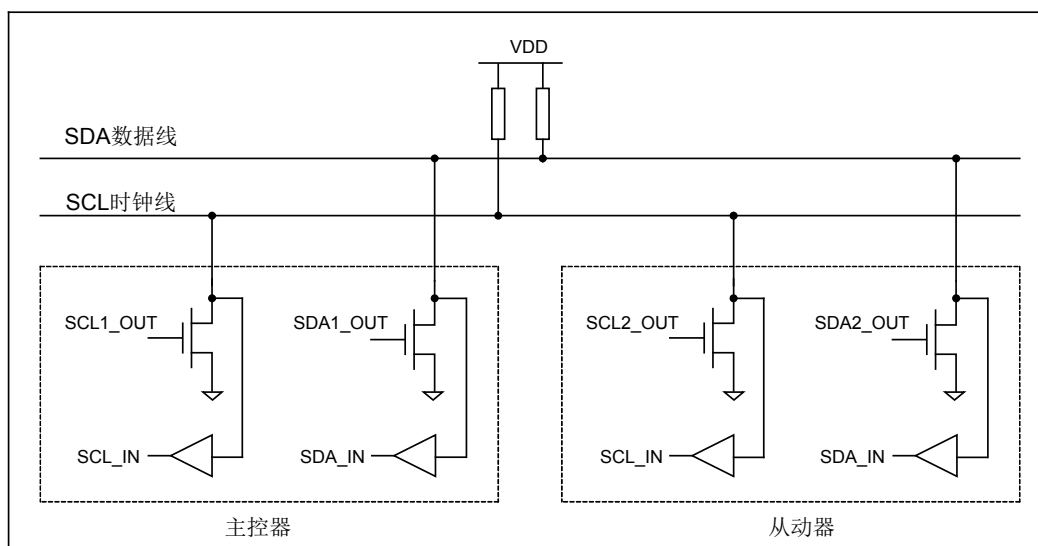 VDD
SDA数据线
SCL时钟线
SCL1_OUT
SDA1_OUT
SCL2_OUT
SDA2_OUT
SCL_IN
SDA_IN
SCL_IN
SDA_IN
主控器
从动器